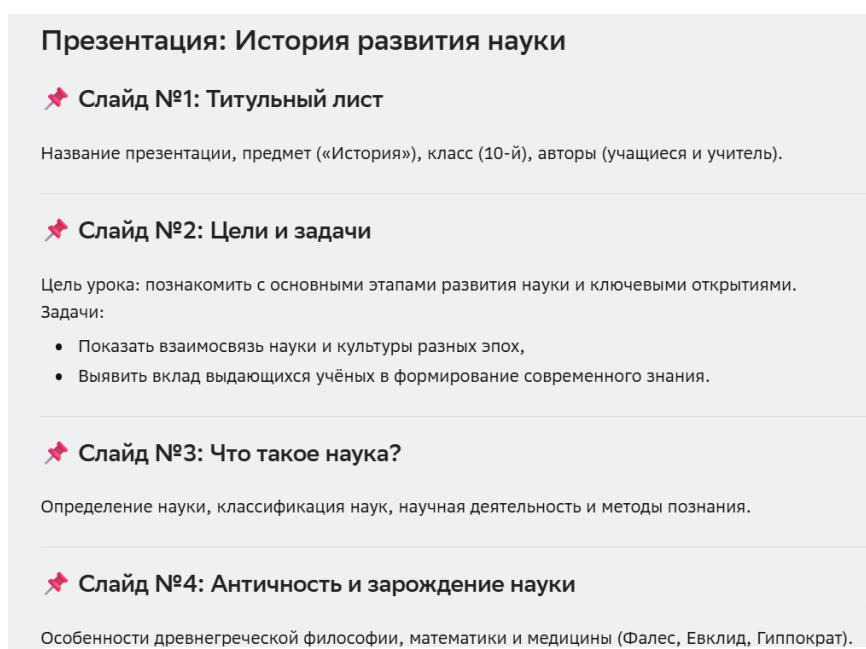 Презентация: История развития науки
📌 Слайд №1: Титульный лист
Название презентации, предмет («История»), класс (10-й), авторы (учащиеся и учитель).
📌 Слайд №2: Цели и задачи
Цель урока: познакомить с основными этапами развития науки и ключевыми открытиями.
Задачи:
• Показать взаимосвязь науки и культуры разных эпох,
• Выявить вклад выдающихся учёных в формирование современного знания.
📌 Слайд №3: Что такое наука?
Определение науки, классификация наук, научная деятельность и методы познания.
📌 Слайд №4: Античность и зарождение науки
Особенности древнегреческой философии, математики и медицины (Фалес, Евклид, Гиппократ).